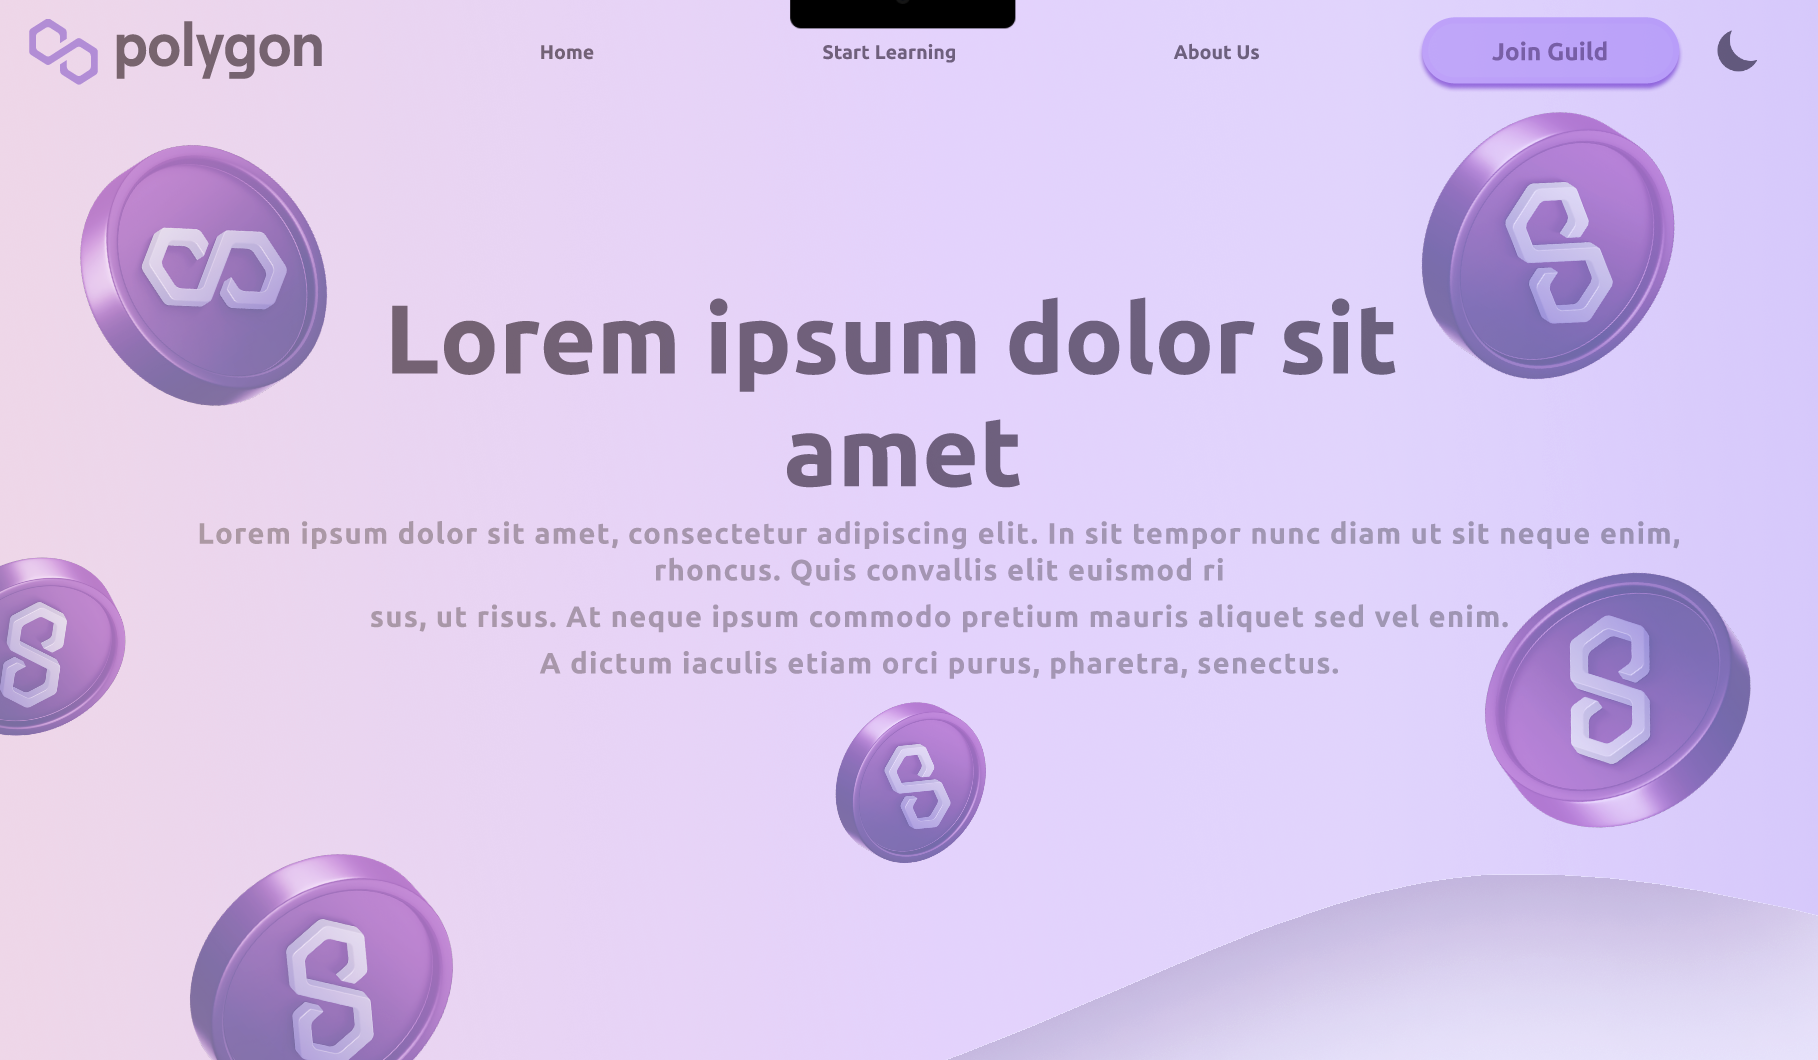 polygon
Home
Start Learning
About Us
Join Guild
Lorem ipsum dolor sit
amet
Lorem ipsum dolor sit amet, consectetur adipiscing elit. In sit tempor nunc diam ut sit neque enim,
rhoncus. Quis convallis elit euismod ri
sus, ut risus. At neque ipsum commodo pretium mauris aliquet sed vel enim.
A dictum iaculis etiam orci purus, pharetra, senectus.